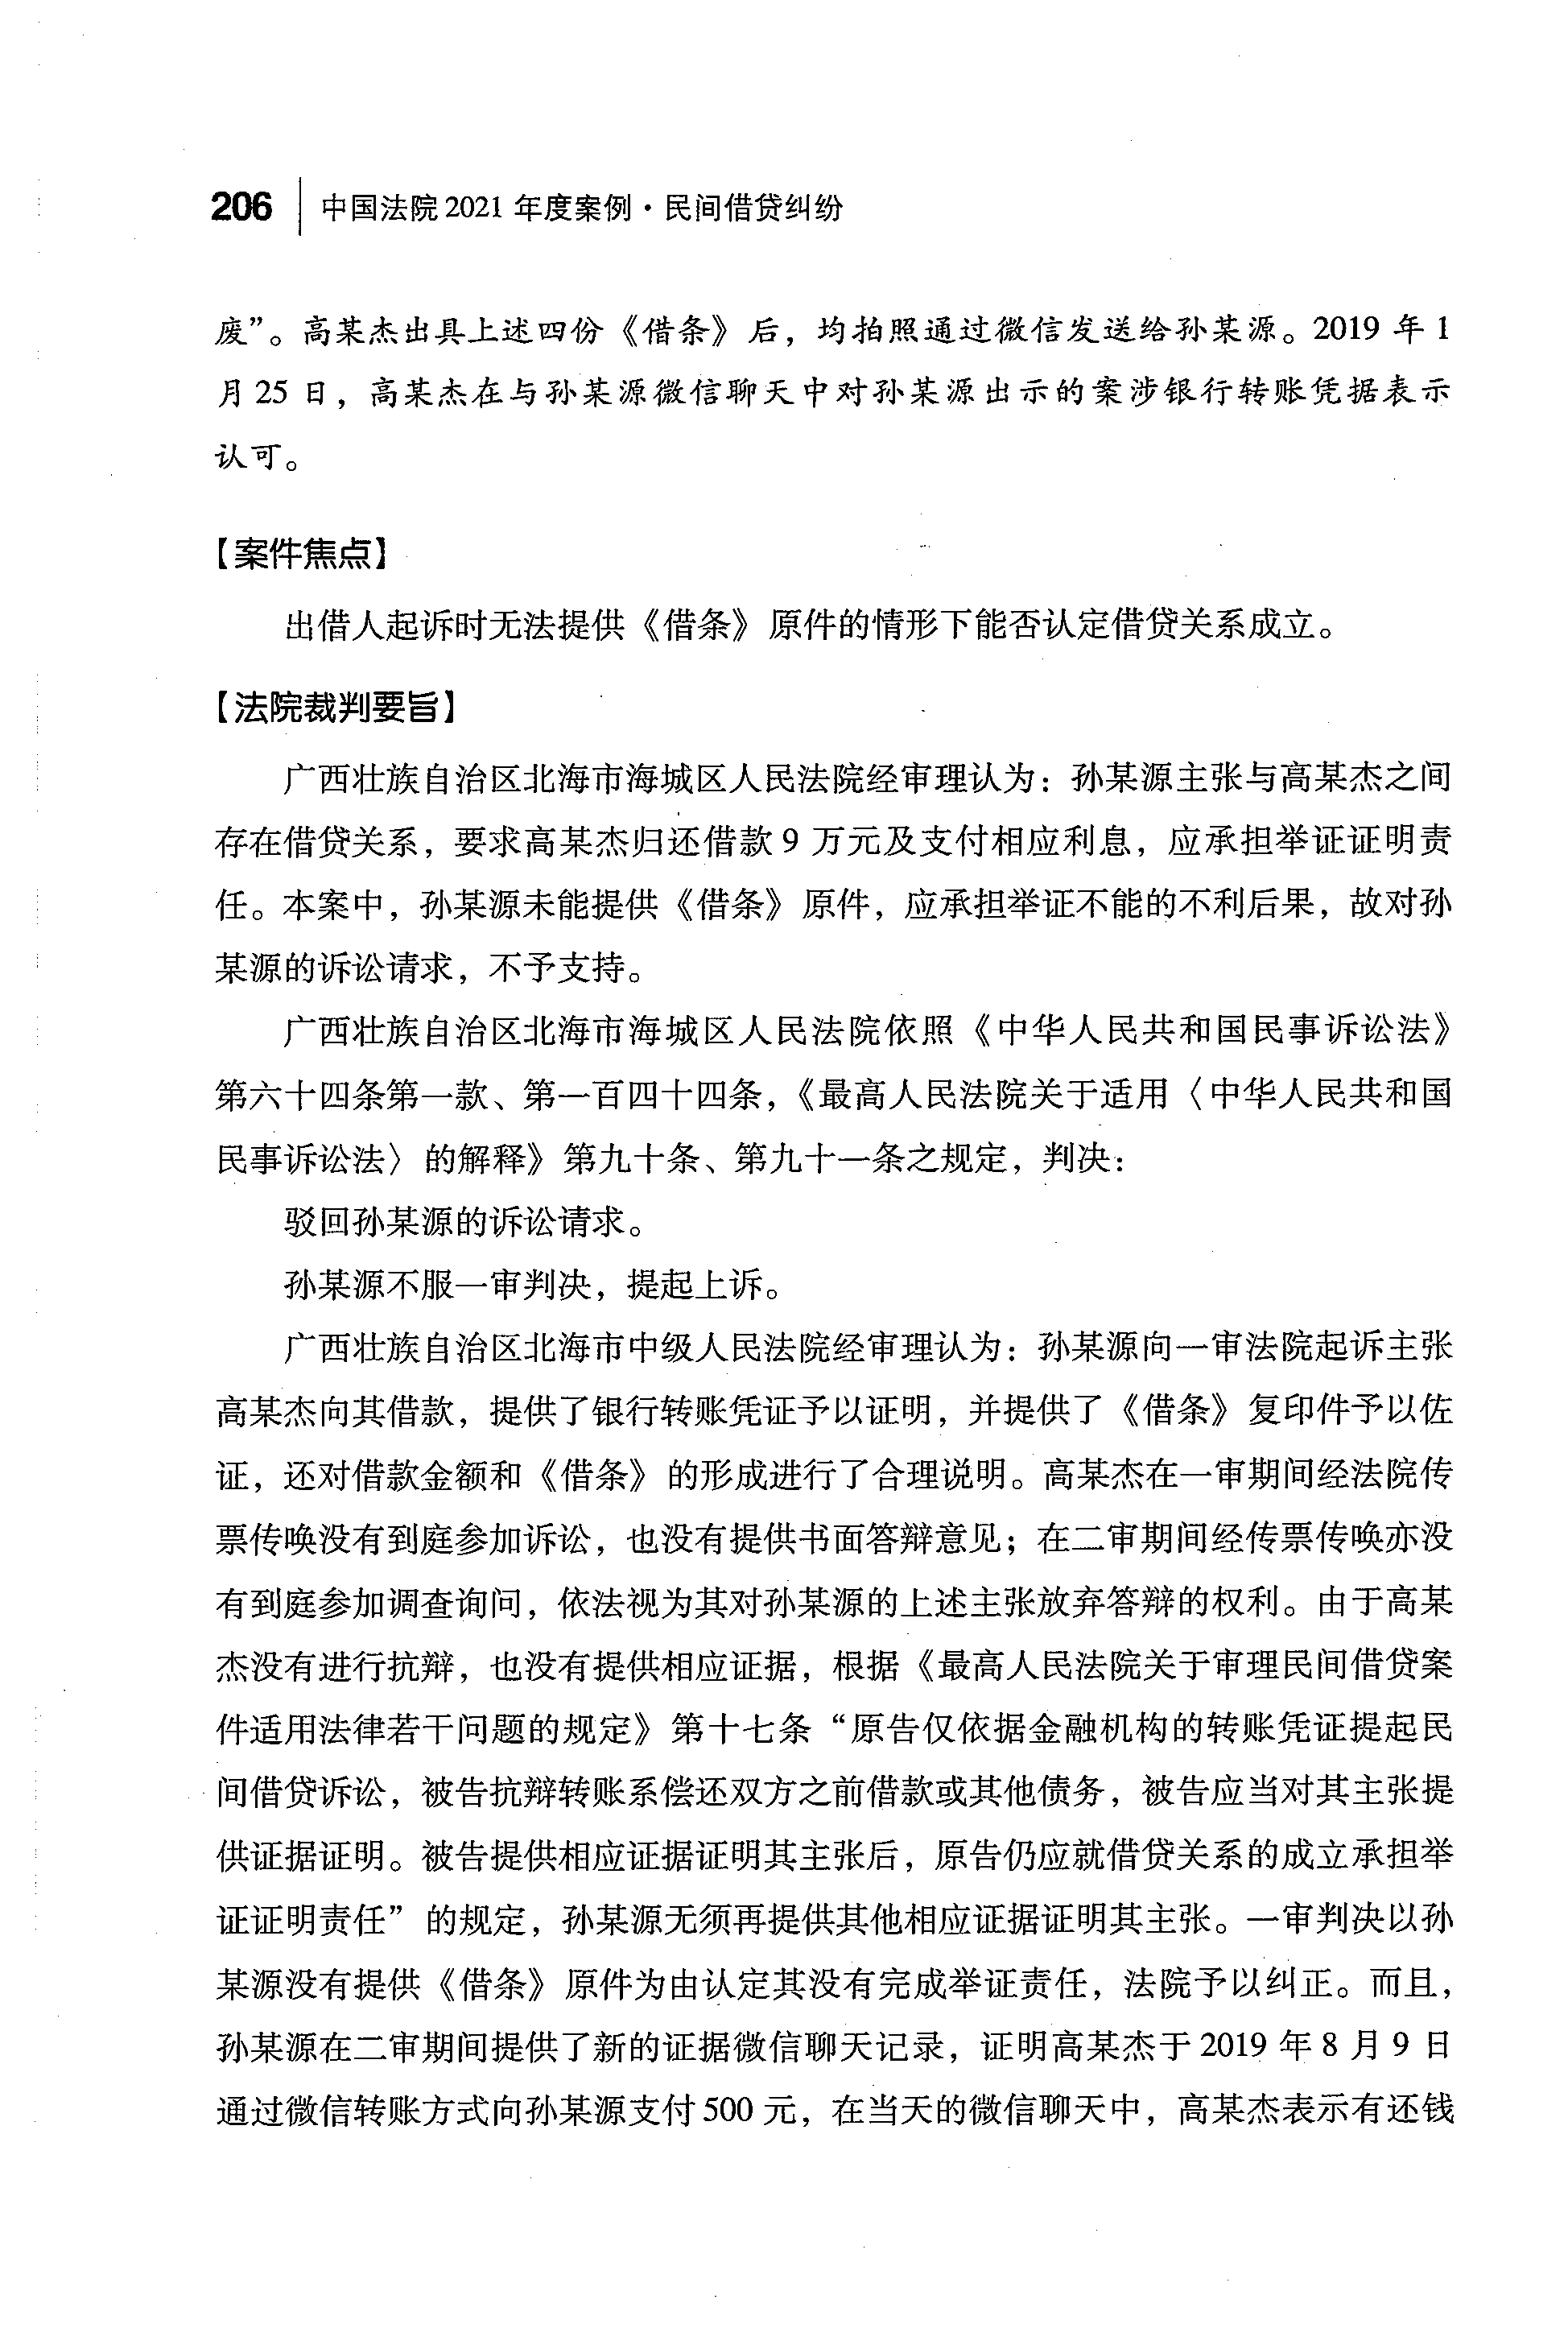 206 中国法院2021年度案例·民间借贷纠纷
废”。高某杰出具上述四份《借条》后，均拍照通过微信发送给孙某源。2019年1
月25日，高某杰在与孙某源微信聊天中对孙某源出示的案涉银行转账凭据表示
认可。
【案件焦点】
出借人起诉时无法提供《借条》原件的情形下能否认定借贷关系成立。
【法院裁判要旨】
广西壮族自治区北海市海城区人民法院经审理认为：孙某源主张与高某杰之间
存在借贷关系，要求高某杰归还借款9万元及支付相应利息，应承担举证证明责
任。本案中，孙某源未能提供《借条》原件，应承担举证不能的不利后果，故对孙
某源的诉讼请求，不予支持。
广西壮族自治区北海市海城区人民法院依照《中华人民共和国民事诉讼法》
第六十四条第一款、第一百四十四条，《最高人民法院关于适用〈中华人民共和国
民事诉讼法〉的解释》第九十条、第九十一条之规定，判决：
驳回孙某源的诉讼请求。
孙某源不服一审判决，提起上诉。
广西壮族自治区北海市中级人民法院经审理认为：孙某源向一审法院起诉主张
高某杰向其借款，提供了银行转账凭证予以证明，并提供了《借条》复印件予以佐
证，还对借款金额和《借条》的形成进行了合理说明。高某杰在一审期间经法院传
票传唤没有到庭参加诉讼，也没有提供书面答辩意见；在二审期间经传票传唤亦没
有到庭参加调查询问，依法视为其对孙某源的上述主张放弃答辩的权利。由于高某
杰没有进行抗辩，也没有提供相应证据，根据《最高人民法院关于审理民间借贷案
件适用法律若干问题的规定》第十七条“原告仅依据金融机构的转账凭证提起民
间借贷诉讼，被告抗辩转账系偿还双方之前借款或其他债务，被告应当对其主张提
供证据证明。被告提供相应证据证明其主张后，原告仍应就借贷关系的成立承担举
证证明责任”的规定，孙某源无须再提供其他相应证据证明其主张。一审判决以孙
某源没有提供《借条》原件为由认定其没有完成举证责任，法院予以纠正。而且，
孙某源在二审期间提供了新的证据微信聊天记录，证明高某杰于2019年8月9日
通过微信转账方式向孙某源支付500元，在当天的微信聊天中，高某杰表示有还钱